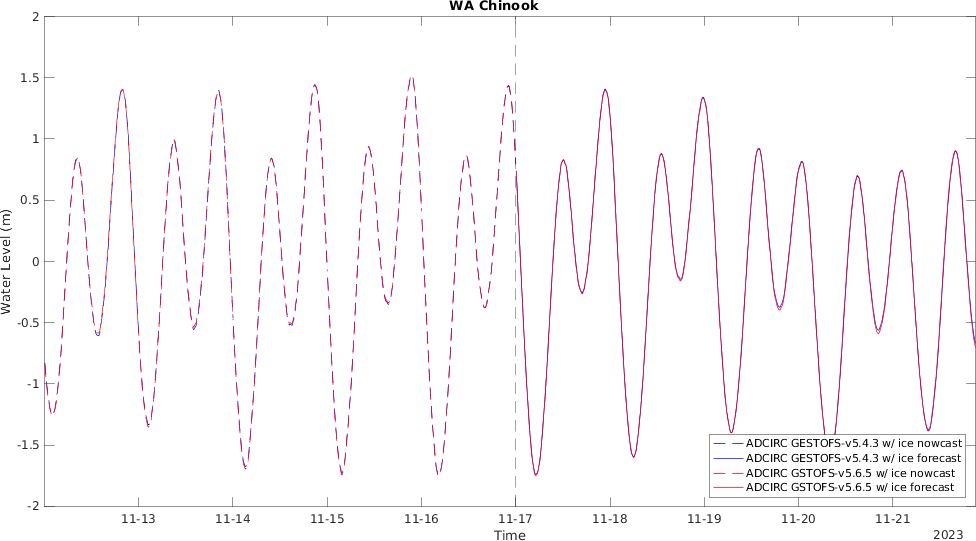 WA Chinook
2
1.5
1
0.5
0
-0.5
-1
-1.5
-2
Water Level (m)
11-13 11-14 11-15 11-16 11-17 11-18 11-19 11-20 11-21
Time
2023
ADCIRC GESTOFS-v5.4.3 w/ ice nowcast
ADCIRC GESTOFS-v5.4.3 w/ ice forecast
ADCIRC GSTOFS-v5.6.5 w/ ice nowcast
ADCIRC GSTOFS-v5.6.5 w/ ice forecast